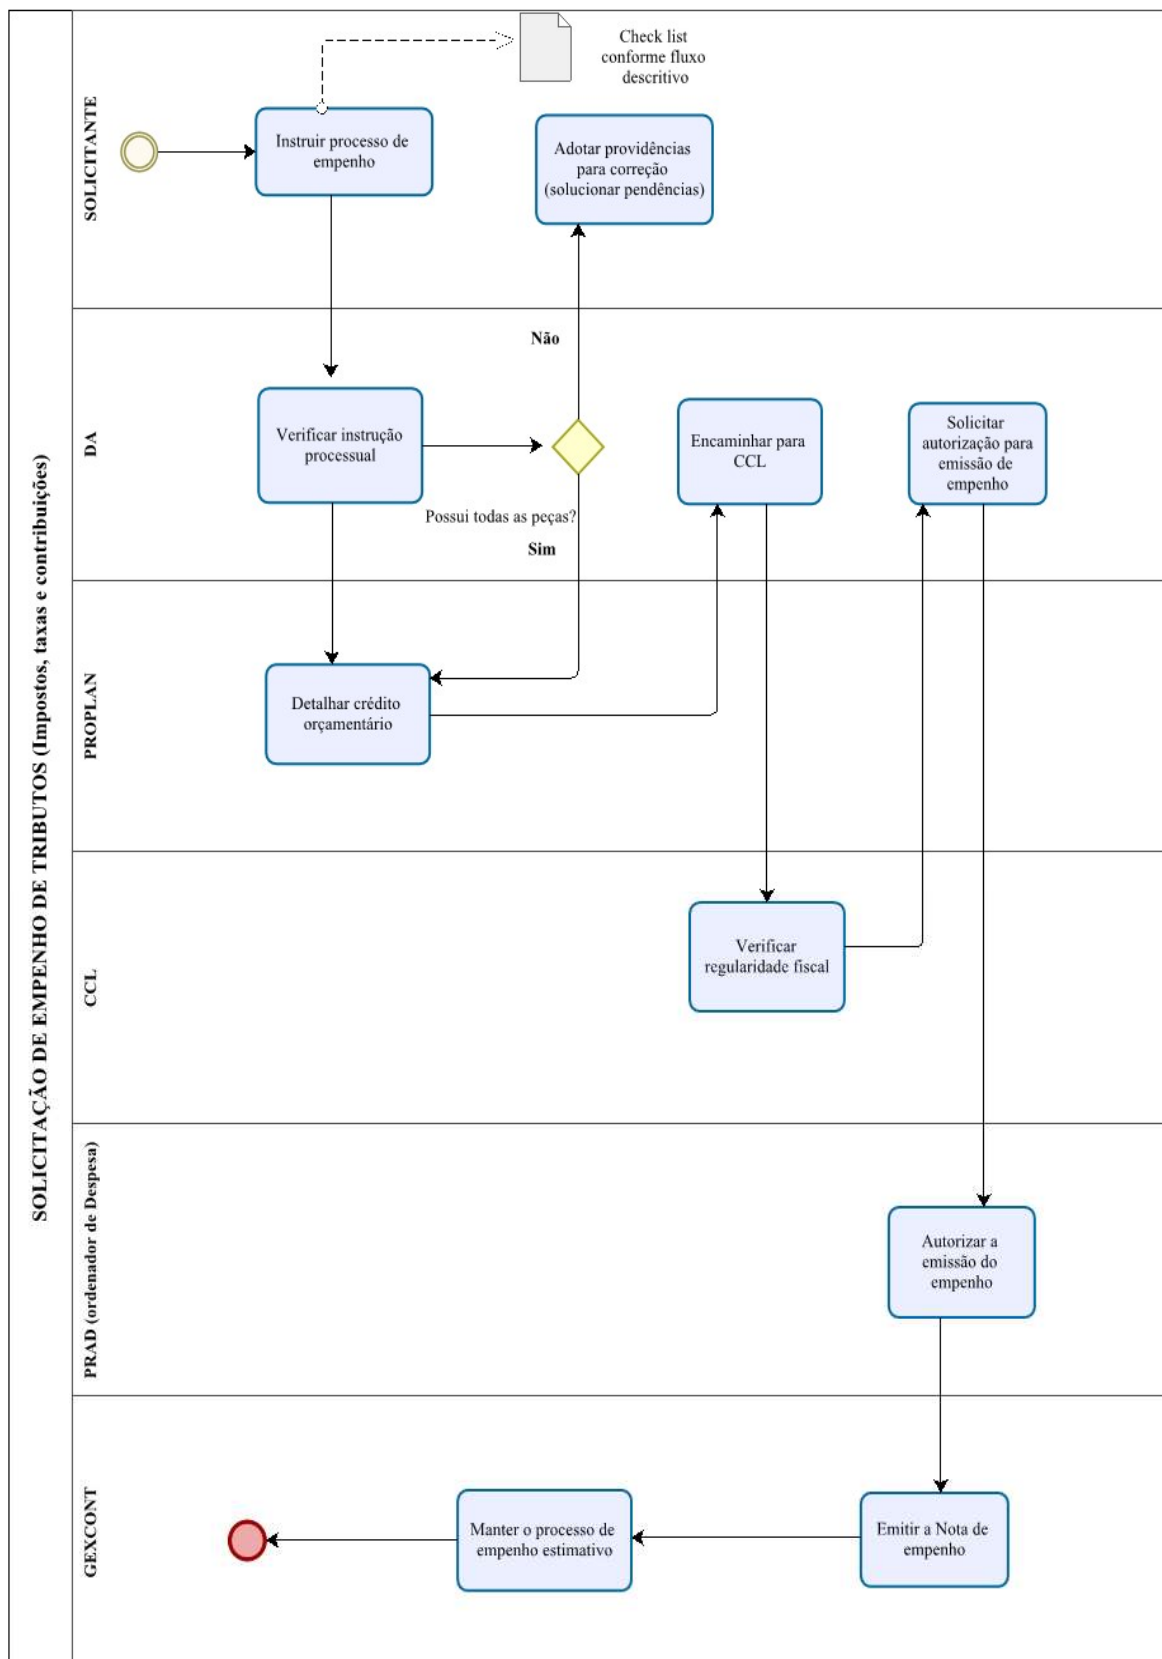 SOLICITAÇÃO DE EMPENHO DE TRIBUTOS (Impostos, taxas e contribuições)
SOLICITANTE
Check list
conforme fluxo
descritivo
Instruir processo de
empenho
Adotar providências
para correção
(solucionar pendências)
DA
Não
Verificar instrução
processual
Possui todas as peças?
Sim
Encaminhar para
CCL
Solicitar
autorização para
emissão de
empenho
PROPLAN
Detalhar crédito
orçamentário
CCL
Verificar
regularidade fiscal
PRAD (ordenador de Despesa)
Autorizar a
emissão do
empenho
GEXCONT
Manter o processo de
empenho estimativo
Emitir a Nota de
empenho